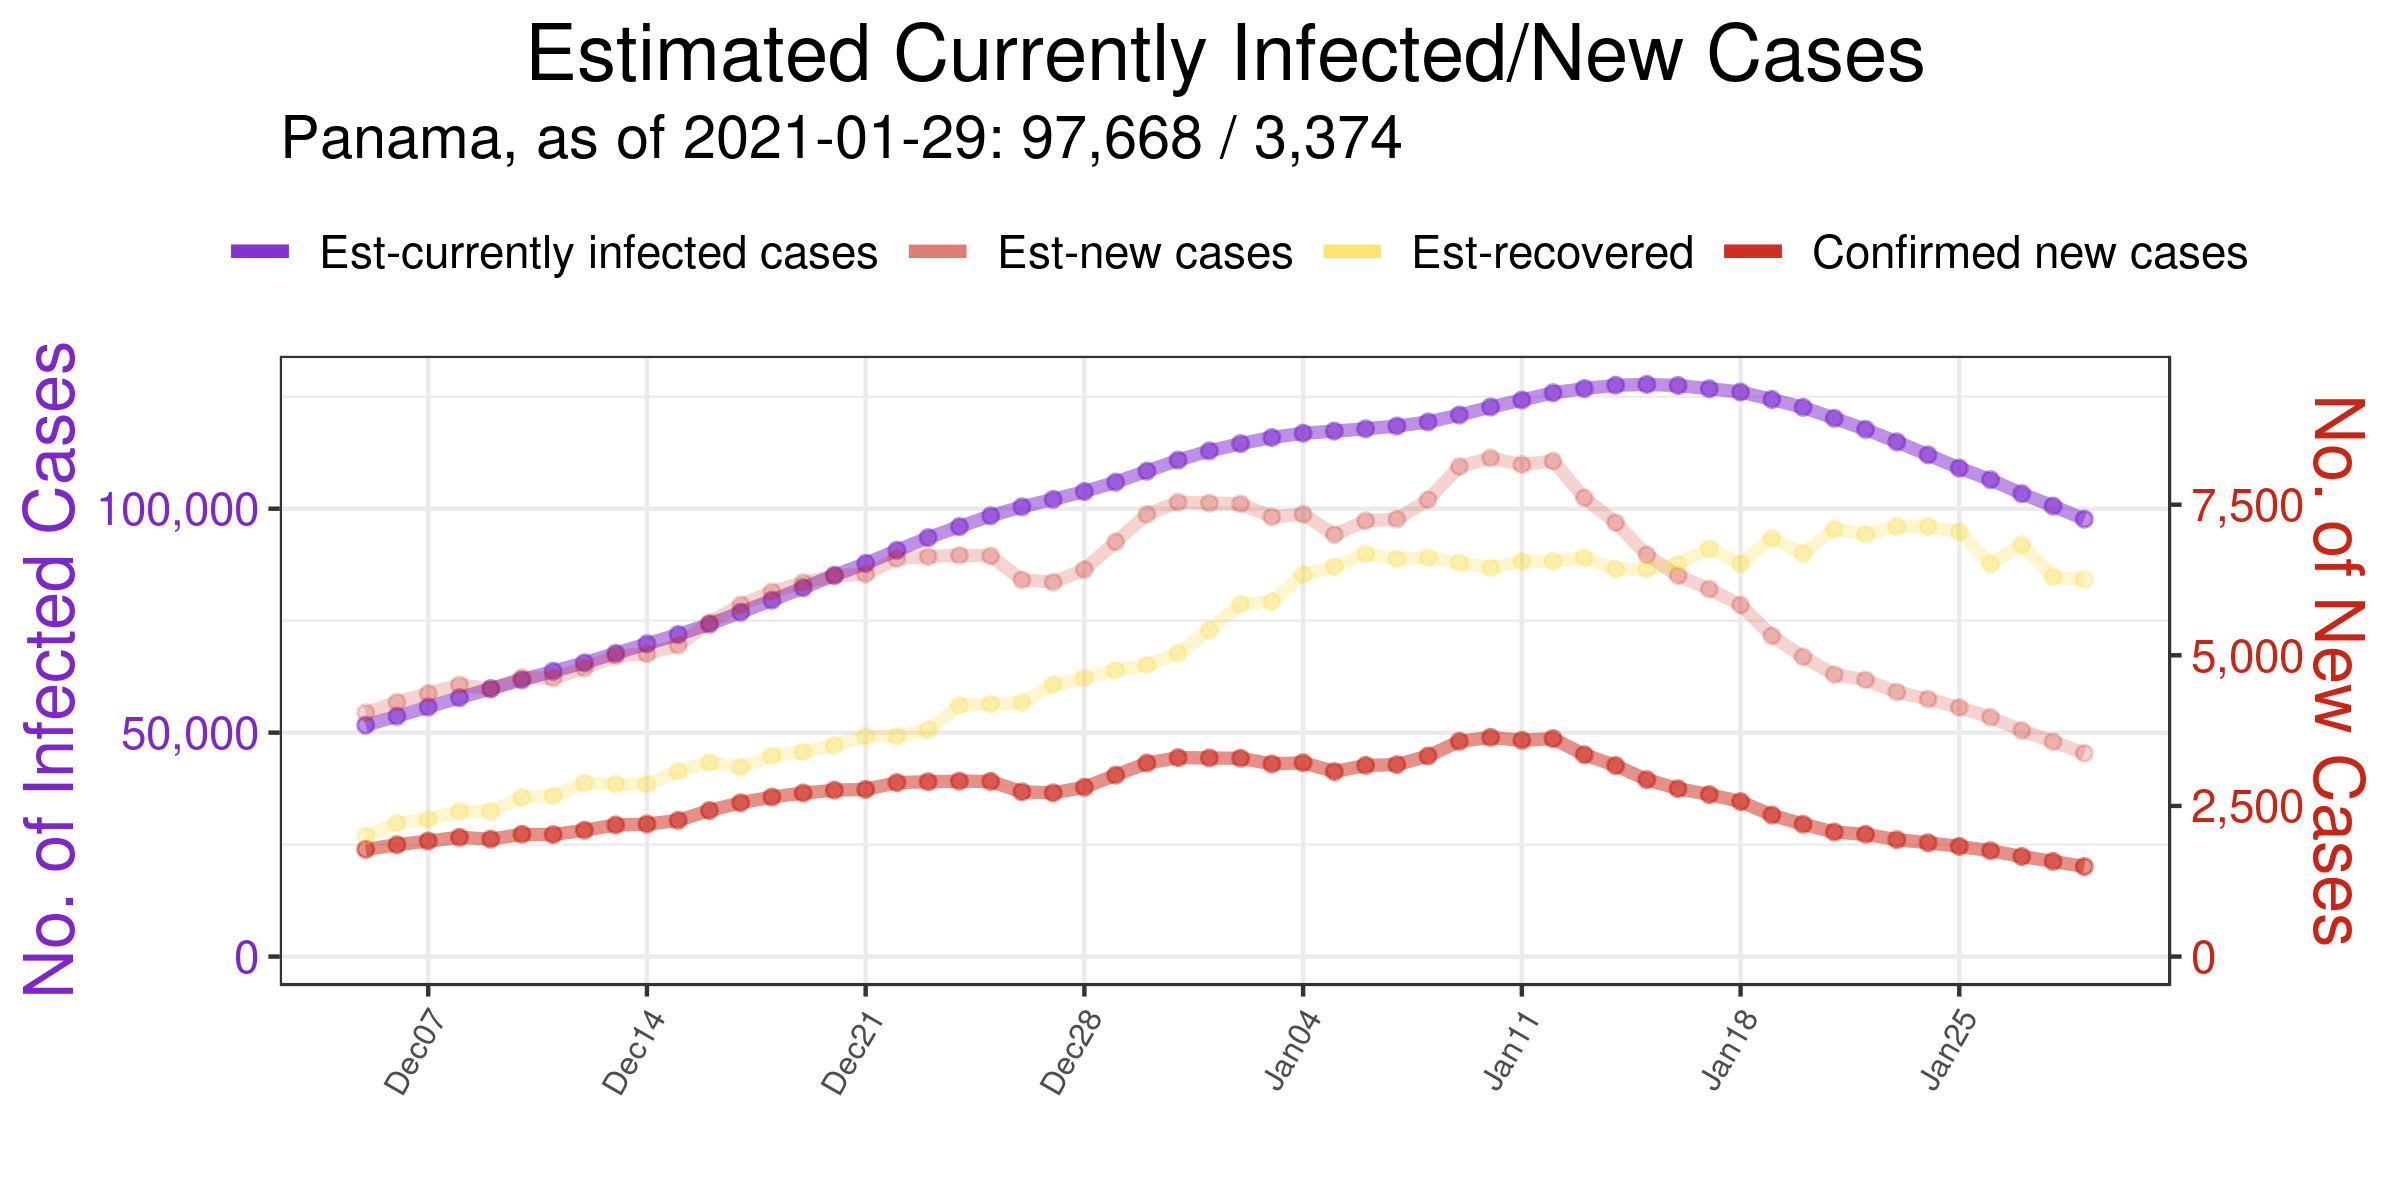 Estimated Currently Infected/New Cases
Panama, as of 2021-01-29: 97,668 / 3,374
Est-currently infected cases Est-new cases Est-recovered Confirmed new cases
No. of Infected Cases
100,000
50,000
0
7,500
5,000
2,500
0
No. of New Cases
Dec07 Dec14 Dec21 Dec28 Jan04 Jan11 Jan18 Jan25